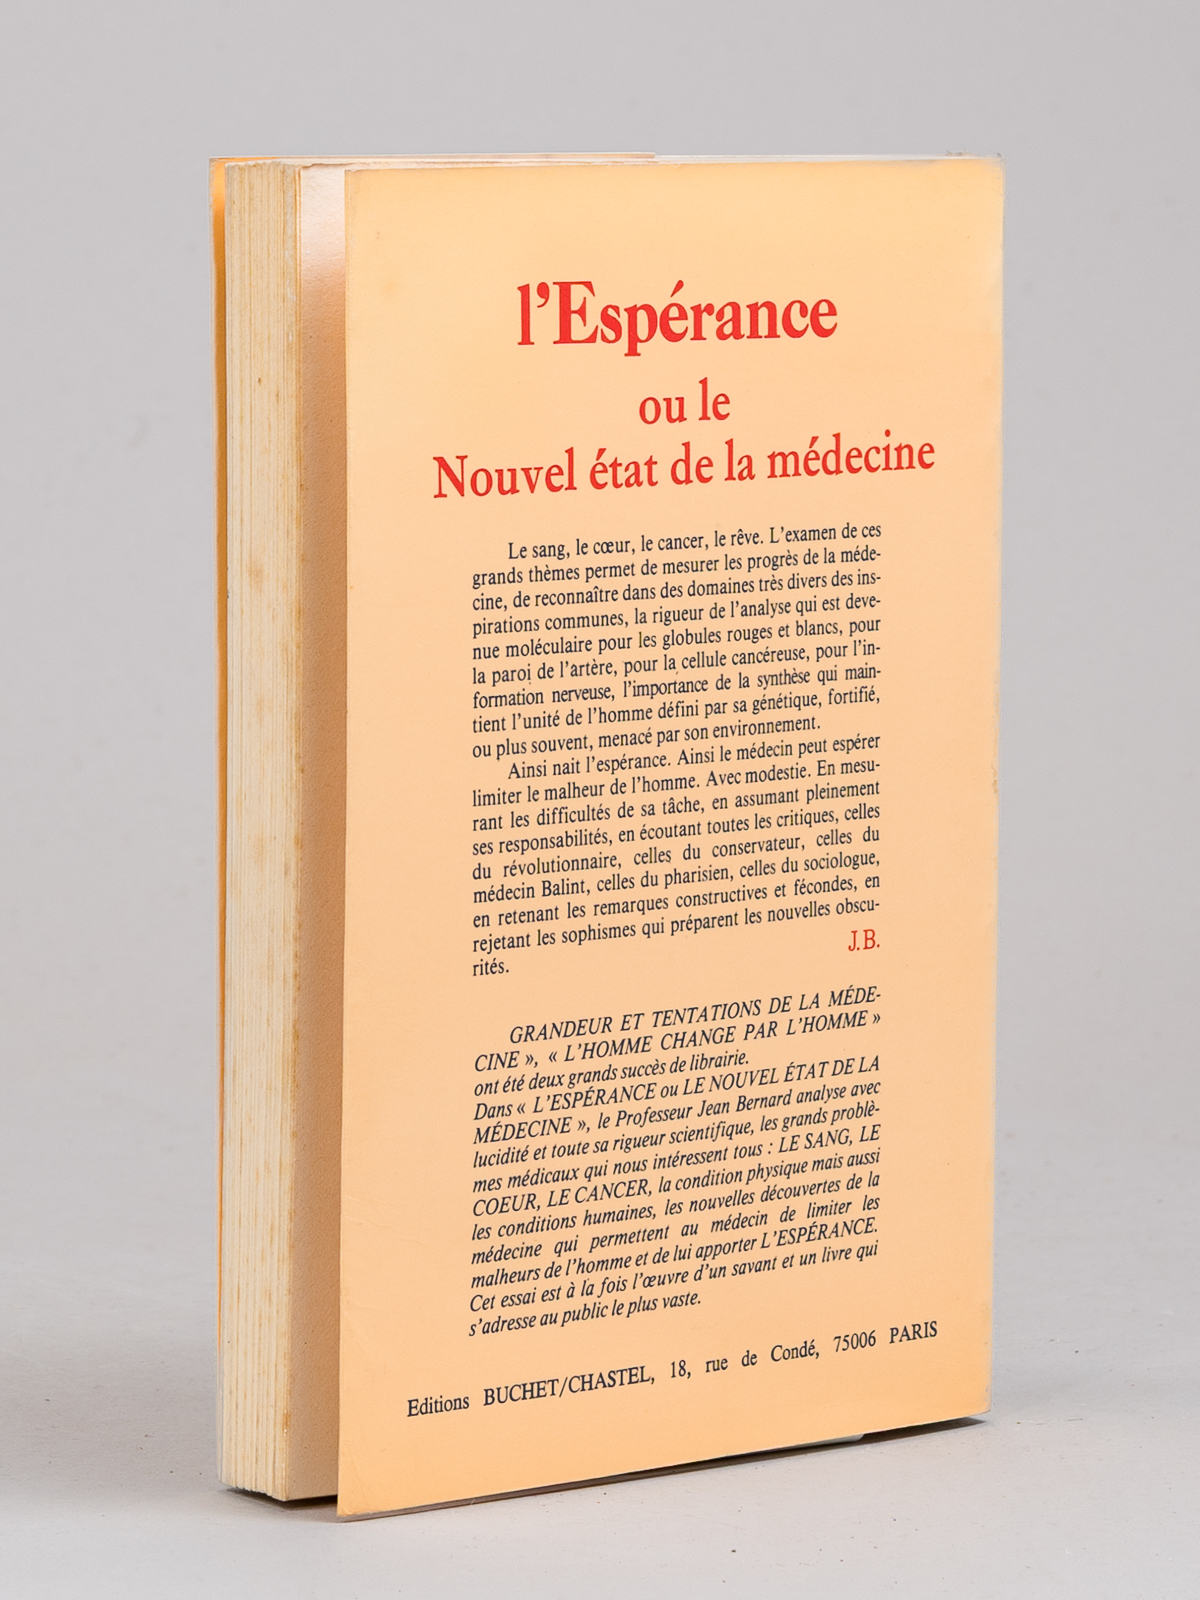 l'Espérance
ou le
Nouvel état de la médecine
Le sang, le cœur, le cancer, le rêve. L'examen de ces
grands thèmes permet de mesurer les progrès de la méde-
cine, de reconnaître dans des domaines très divers des ins-
pirations communes, la rigueur de l'analyse qui est deve-
nue moléculaire pour les globules rouges et blancs, pour
la paroi de l'artère, pour la cellule cancéreuse, pour l'in-
formation nerveuse, l'importance de la synthèse qui main-
tient l'unité de l'homme défini par sa génétique, fortifié,
ou plus souvent, menacé par son environnement.
Ainsi nait l'espérance. Ainsi le médecin peut espérer
limiter le malheur de l'homme. Avec modestie. En mesu-
rant les difficultés de sa tâche, en assumant pleinement
ses responsabilités, en écoutant toutes les critiques, celles
du révolutionnaire, celles du conservateur, celles du
médecin Balint, celles du pharisien, celles du sociologue,
en retenant les remarques constructives et fécondes, en
rejetant les sophismes qui préparent les nouvelles obscu-
rités.
J.B.
GRANDEUR ET TENTATIONS DE LA MÉDE-
CINE », « L'HOMME CHANGE PAR L'HOMME »
ont été deux grands succès de librairie.
Dans « L'ESPÉRANCE ou LE NOUVEL ÉTAT DE LA
MÉDECINE », le Professeur Jean Bernard analyse avec
lucidité et toute sa rigueur scientifique, les grands problè-
mes médicaux qui nous intéressent tous : LE SANG, LE
COEUR, LE CANCER, la condition physique mais aussi
les conditions humaines, les nouvelles découvertes de la
médecine qui permettent au médecin de limiter les
malheurs de l'homme et de lui apporter L'ESPÉRANCE.
Cet essai est à la fois l'œuvre d'un savant et un livre qui
s'adresse au public le plus vaste.
Editions BUCHET/CHASTEL, 18, rue de Condé, 75006 PARIS